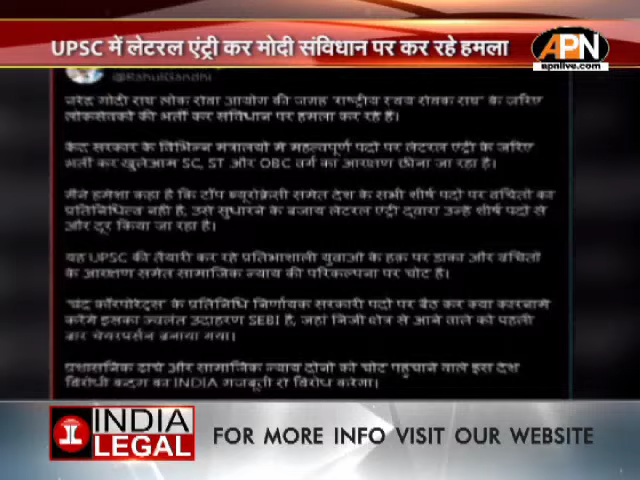 UPSC में लेटरल एंट्री कर मोदी संविधान पर कर रहे हमला
APN
apnlive.com
@RahulGandhi
नरेंद्र मोदी संघ लोक सेवा आयोग की जगह 'राष्ट्रीय स्वयं सेवक संघ' के ज़रिए
लोकसेवकों की भर्ती कर संविधान पर हमला कर रहे हैं।
केंद्र सरकार के विभिन्न मंत्रालयों में महत्वपूर्ण पदों पर लेटरल एंट्री के ज़रिए
भर्ती कर खुलेआम SC, ST और OBC वर्ग का आरक्षण छीना जा रहा है।
मैंने हमेशा कहा है कि टॉप ब्यूरोक्रेसी समेत देश के सभी शीर्ष पदों पर वंचितों का
प्रतिनिधित्व नहीं है, उसे सुधारने के बजाय लेटरल एंट्री द्वारा उन्हें शीर्ष पदों से
और दूर किया जा रहा है।
यह UPSC की तैयारी कर रहे प्रतिभाशाली युवाओं के हक़ पर डाका और वंचितों
के आरक्षण समेत सामाजिक न्याय की परिकल्पना पर चोट है।
'चंद कॉरपोरेट्स' के प्रतिनिधि निर्णायक सरकारी पदों पर बैठ कर क्या कारनामे
करेंगे इसका ज्वलंत उदाहरण SEBI है, जहां निजी क्षेत्र से आने वाले को पहली
बार चेयरपर्सन बनाया गया।
प्रशासनिक ढांचे और सामाजिक न्याय दोनों को चोट पहुंचाने वाले इस देश
विरोधी कदम का INDIA मजबूती से विरोध करेगा।
INDIA
LEGAL
FOR MORE INFO VISIT OUR WEBSITE